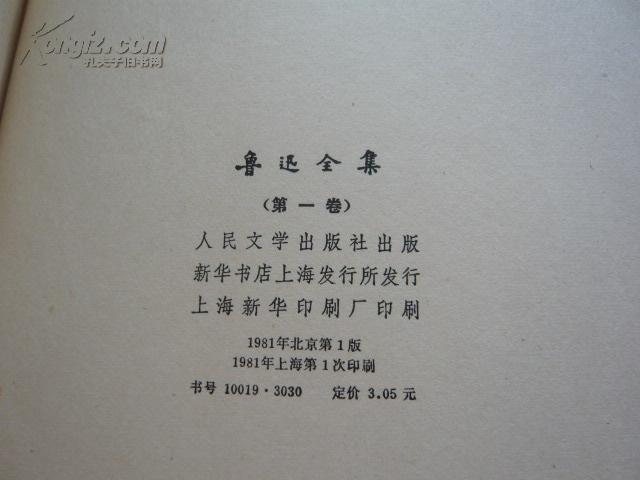 Kongfz.com
孔夫子旧书网
鲁迅全集
（第一卷）
人民文学出版社出版
新华书店上海发行所发行
上海新华印刷厂印刷
1981年北京第1版
1981年上海第1次印刷
书号 10019·3030 定价 3.05 元